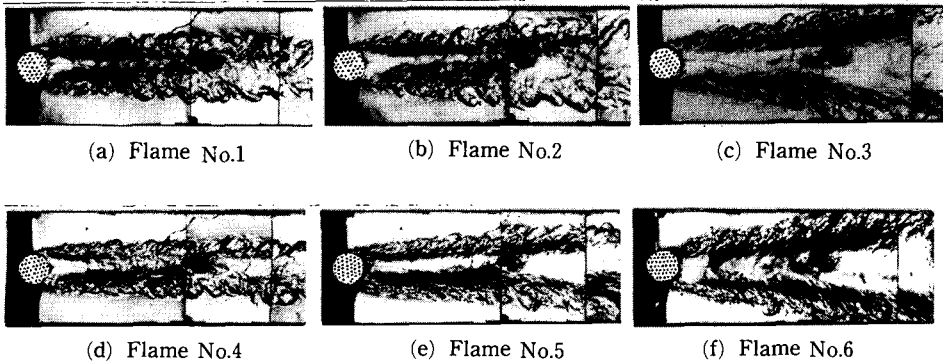 (a) Flame No.1
(b) Flame No.2
(c) Flame No.3
(d) Flame No.4
(e) Flame No.5
(f) Flame No.6